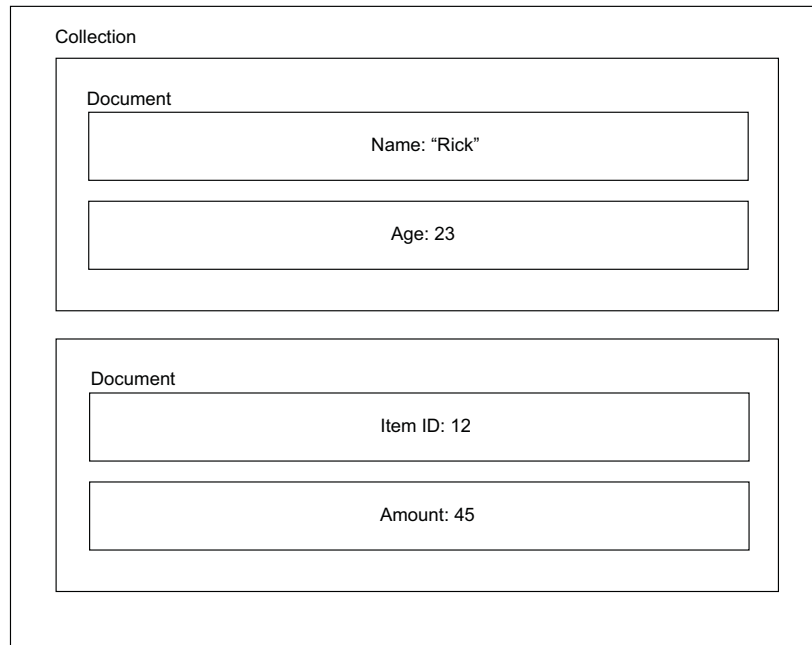 Collection
Document
Name: “Rick”
Age: 23
Document
Item ID: 12
Amount: 45